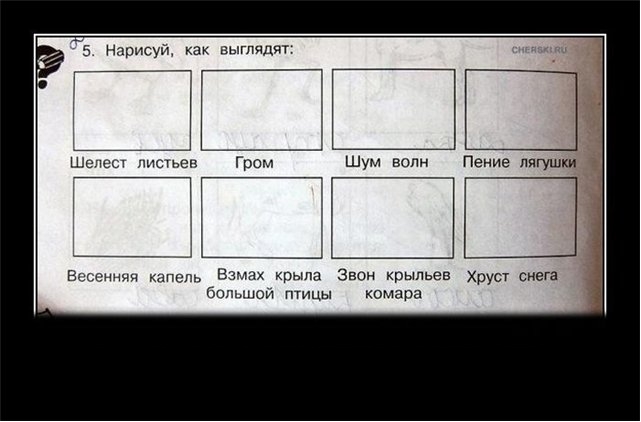 5. Нарисуй, как выглядят:
CHERSKI.RU
Шелест листьев Гром Шум волн Пение лягушки
Весенняя капель Взмах крыла Звон крыльев Хруст снега
большой птицы комара